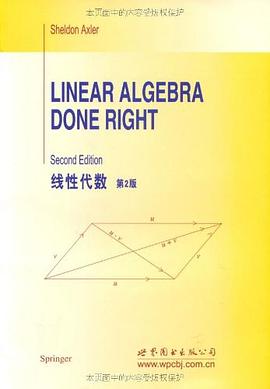 本页面中的内容受版权保护
Sheldon Axler
LINEAR ALGEBRA
DONE RIGHT
Second Edition
线性代数 第2版
u
u - v
u + v
v
v
u
Springer
世界图书出版公司
www.wpcbj.com.cn
本页面中的内容受版权保护